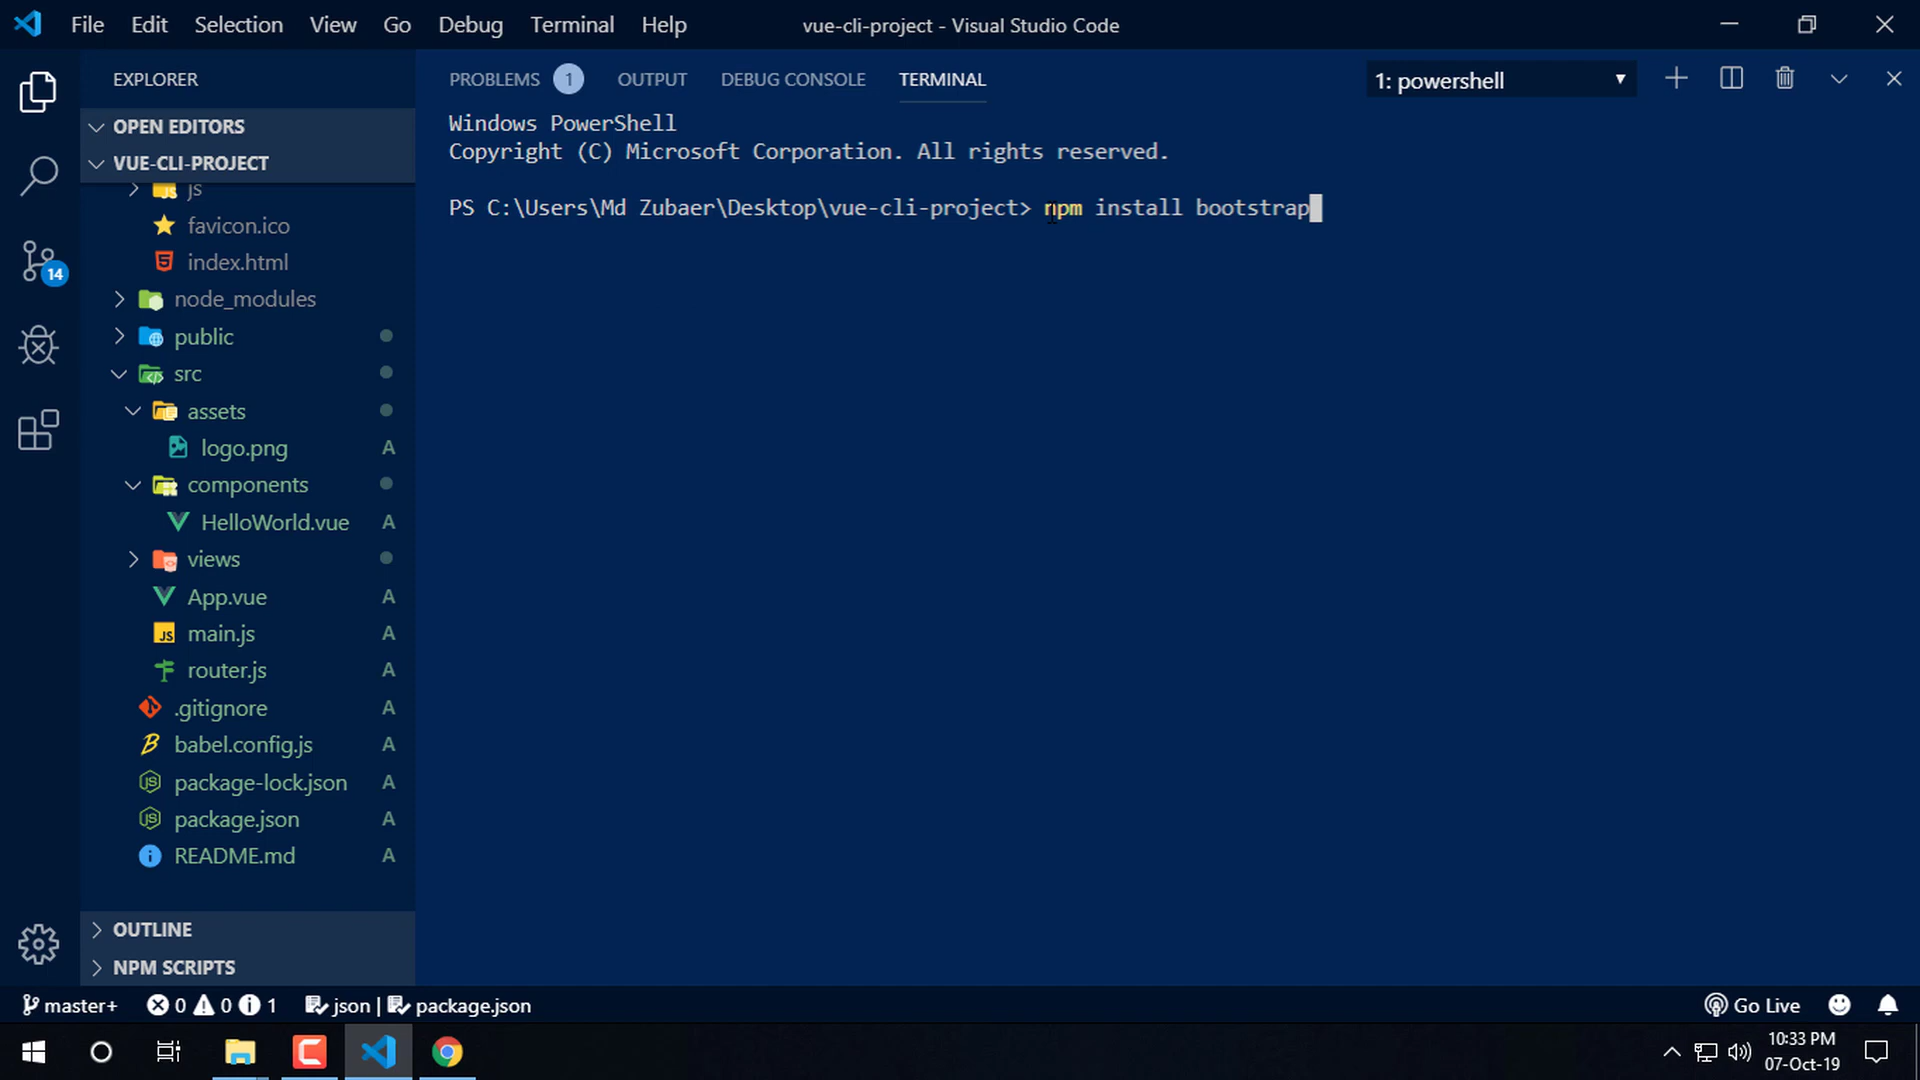 File Edit Selection View Go Debug Terminal Help vue-cli-project - Visual Studio Code
EXPLORER
OPEN EDITORS
VUE-CLI-PROJECT
js
favicon.ico
index.html
node_modules
public
src
assets
logo.png A
components
HelloWorld.vue A
views
App.vue A
main.js A
router.js A
.gitignore A
babel.config.js A
package-lock.json A
package.json A
README.md A
OUTLINE
NPM SCRIPTS
14
PROBLEMS 1 OUTPUT DEBUG CONSOLE TERMINAL 1: powershell
Windows PowerShell
Copyright (C) Microsoft Corporation. All rights reserved.
PS C:\Users\Md Zubaer\Desktop\vue-cli-project> npm install bootstrap
master+ 0 0 1 json | package.json Go Live
10:33 PM
07-Oct-19